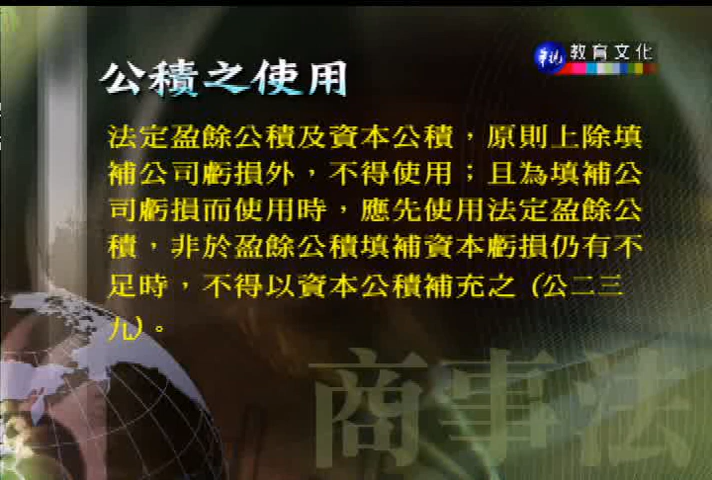 公積之使用
華視 教育文化
法定盈餘公積及資本公積，原則上除填
補公司虧損外，不得使用；且為填補公
司虧損而使用時，應先使用法定盈餘公
積，非於盈餘公積填補資本虧損仍有不
足時，不得以資本公積補充之（公二三
九）。
商事法